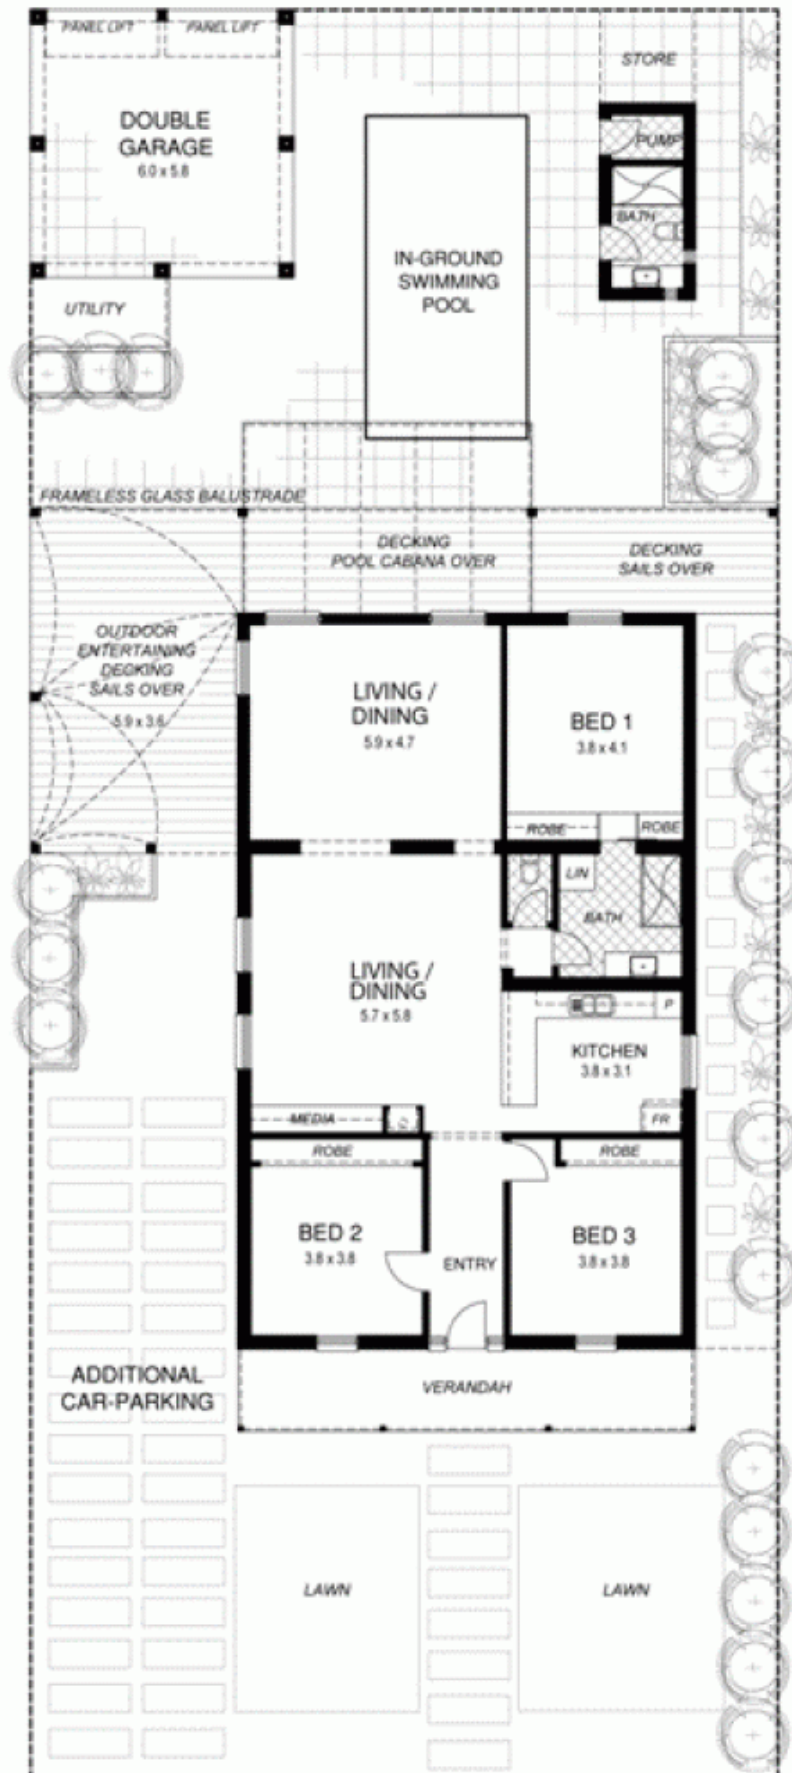 PANEL LIFT
PANEL LIFT
STORE
DOUBLE
GARAGE
6.0 x 5.8
PUMP
BATH
IN-GROUND
SWIMMING
POOL
UTILITY
FRAMELESS GLASS BALUSTRADE
DECKING
POOL CABANA OVER
DECKING
SAILS OVER
OUTDOOR
ENTERTAINING
DECKING
SAILS OVER
5.9 x 3.6
LIVING /
DINING
5.9 x 4.7
BED 1
3.8 x 4.1
ROBE
ROBE
LIN
BATH
LIVING /
DINING
5.7 x 5.8
P
KITCHEN
3.8 x 3.1
MEDIA
FR
ROBE
ROBE
BED 2
3.8 x 3.8
ENTRY
BED 3
3.8 x 3.8
ADDITIONAL
CAR-PARKING
VERANDAH
LAWN
LAWN